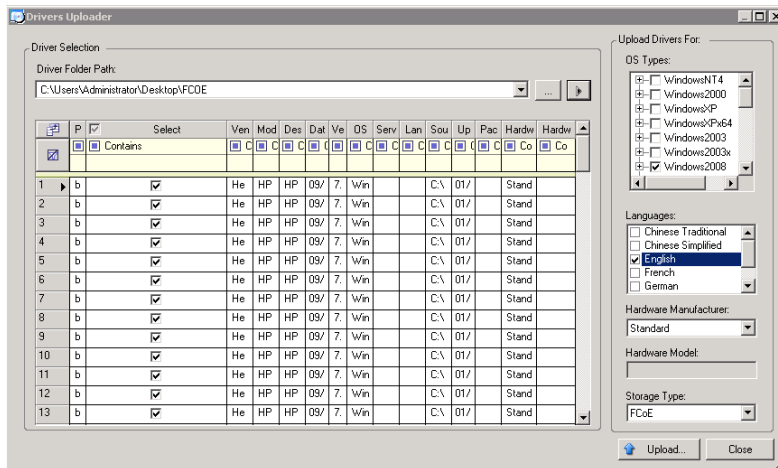 Drivers Uploader
Driver Selection
Driver Folder Path:
C:\Users\Administrator\Desktop\FCOE
...
P Select Ven Mod Des Dat Ve OS Serv Lan Sou Up Pac Hardw Hardw
Contains C C C ( C C C C C ( C Co Co
1 b He HP HP 09/ 7. Win C:\ 01/ Stand
2 b He HP HP 09/ 7. Win C:\ 01/ Stand
3 b He HP HP 09/ 7. Win C:\ 01/ Stand
4 b He HP HP 09/ 7. Win C:\ 01/ Stand
5 b He HP HP 09/ 7. Win C:\ 01/ Stand
6 b He HP HP 09/ 7. Win C:\ 01/ Stand
7 b He HP HP 09/ 7. Win C:\ 01/ Stand
8 b He HP HP 09/ 7. Win C:\ 01/ Stand
9 b He HP HP 09/ 7. Win C:\ 01/ Stand
10 b He HP HP 09/ 7. Win C:\ 01/ Stand
11 b He HP HP 09/ 7. Win C:\ 01/ Stand
12 b He HP HP 09/ 7. Win C:\ 01/ Stand
13 b He HP HP 09/ 7. Win C:\ 01/ Stand
Upload Drivers For:
OS Types:
WindowsNT4
Windows2000
WindowsXP
WindowsXPx64
Windows2003
Windows2003x
Windows2008
Languages:
Chinese Traditional
Chinese Simplified
English
French
German
Hardware Manufacturer:
Standard
Hardware Model:
Storage Type:
FCoE
Upload...
Close